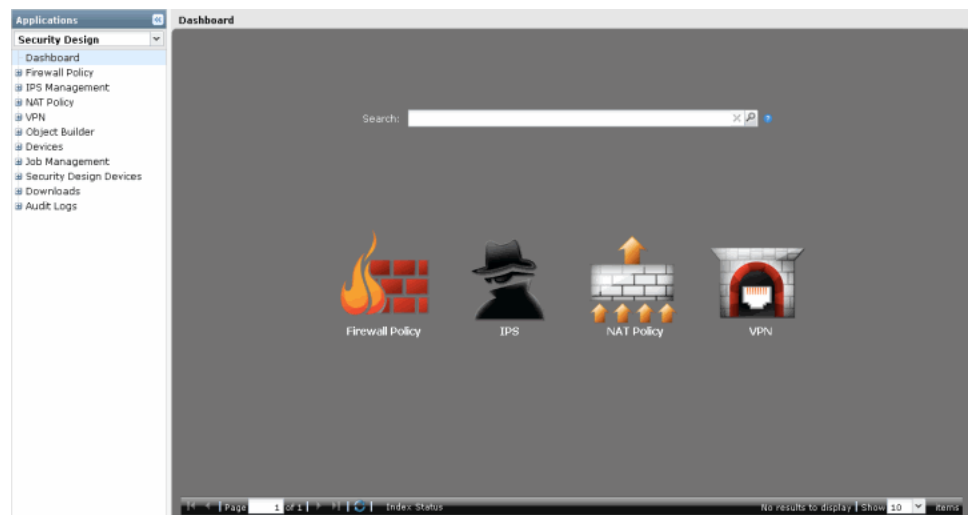 Applications
Dashboard
Security Design
Dashboard
Firewall Policy
IPS Management
NAT Policy
VPN
Object Builder
Devices
Job Management
Security Design Devices
Downloads
Audit Logs
Search:
Firewall Policy
IPS
NAT Policy
VPN
Page 1 of 1 Index Status No results to display Show 10 items